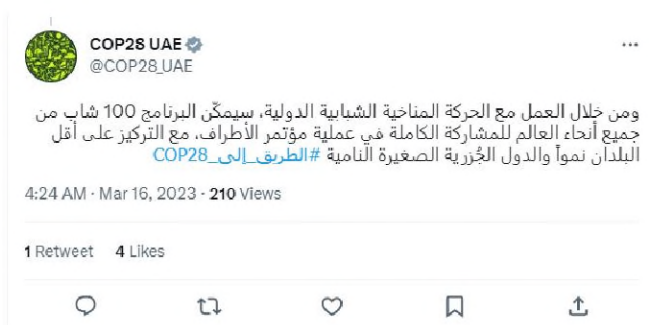 COP28 UAE
@COP28_UAE
ومن خلال العمل مع الحركة المناخية الشبابية الدولية، سيمكّن البرنامج 100 شاب من
جميع أنحاء العالم للمشاركة الكاملة في عملية مؤتمر الأطراف، مع التركيز على أقل
البلدان نمواً والدول الجُزرية الصغيرة النامية #الطريق_إلى_COP28
4:24 AM · Mar 16, 2023 · 210 Views
1 Retweet 4 Likes